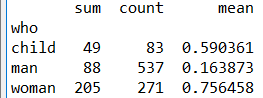 sum count mean
who
child 49 83 0.590361
man 88 537 0.163873
woman 205 271 0.756458